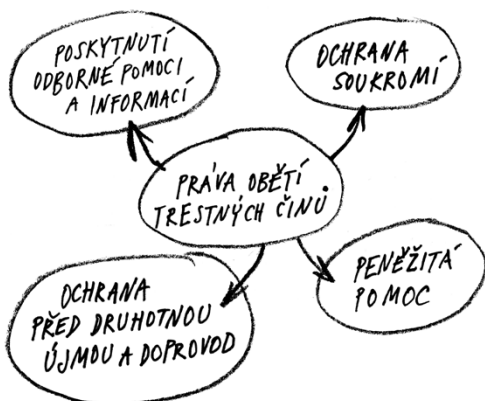 POSKYTNUTÍ
ODBORNÉ POMOCI
A INFORMACÍ
OCHRANA
SOUKROMÍ
PRÁVA OBĚTÍ
TRESTNÝCH ČINŮ
OCHRANA
PŘED DRUHOTNOU
ÚJMOU A DOPROVOD
PENĚŽITÁ
POMOC